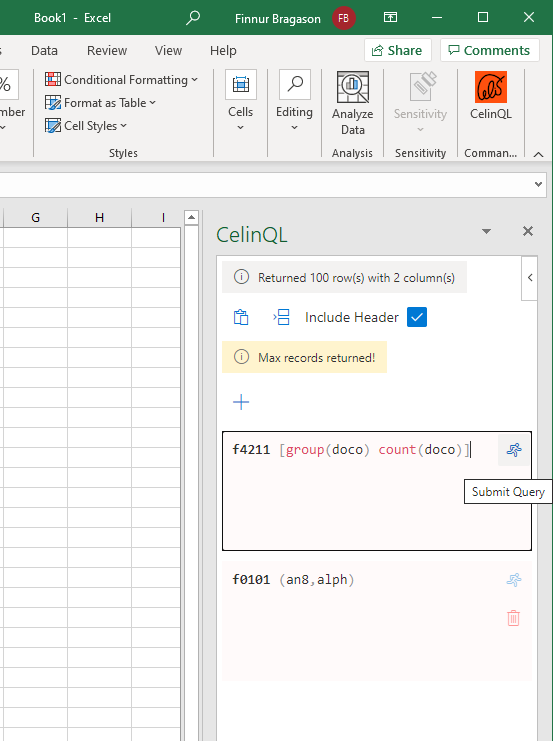 Book1 - Excel
Finnur Bragason
FB
Data Review View Help
Share
Comments
%
mber
Conditional Formatting
Format as Table
Cell Styles
Styles
Cells
Editing
Analyze
Data
Analysis
Sensitivity
Sensitivity
CelinQL
Comman...
G H I
CelinQL
Returned 100 row(s) with 2 column(s)
Include Header
Max records returned!
f4211 [group(doco) count(doco)]
Submit Query
f0101 (an8,alph)